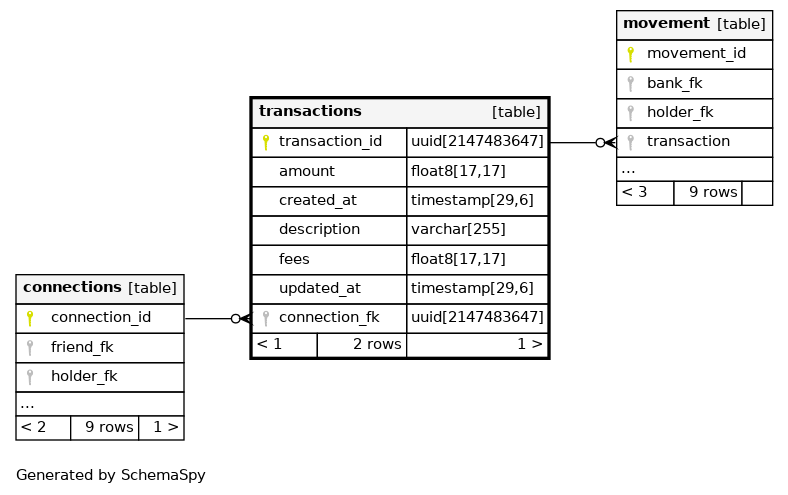 movement [table]
movement_id
bank_fk
holder_fk
transaction
...
< 3 9 rows
transactions [table]
transaction_id uuid[2147483647]
amount float8[17,17]
created_at timestamp[29,6]
description varchar[255]
fees float8[17,17]
updated_at timestamp[29,6]
connection_fk uuid[2147483647]
< 1 2 rows 1 >
connections [table]
connection_id
friend_fk
holder_fk
...
< 2 9 rows 1 >
Generated by SchemaSpy